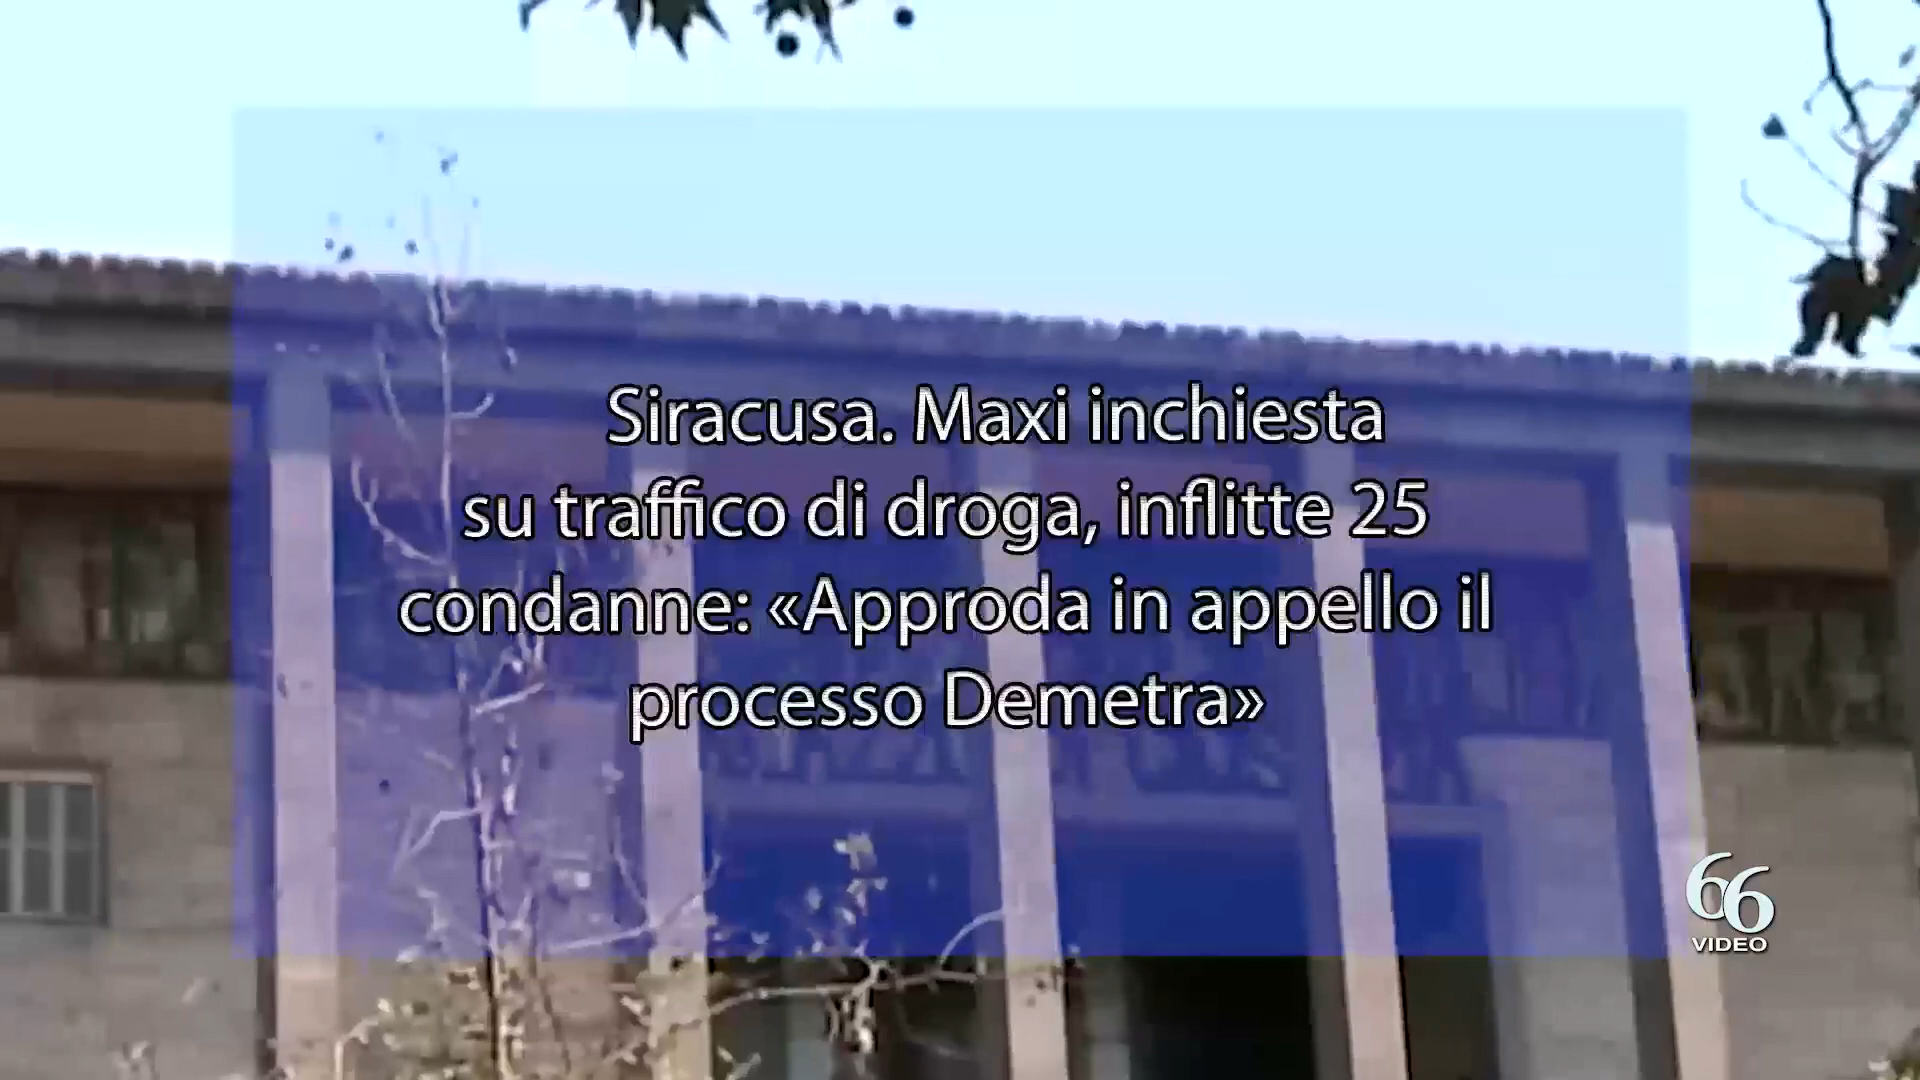 Siracusa. Maxi inchiesta
su traffico di droga, inflitte 25
condanne: «Approda in appello il
processo Demetra»
66
VIDEO